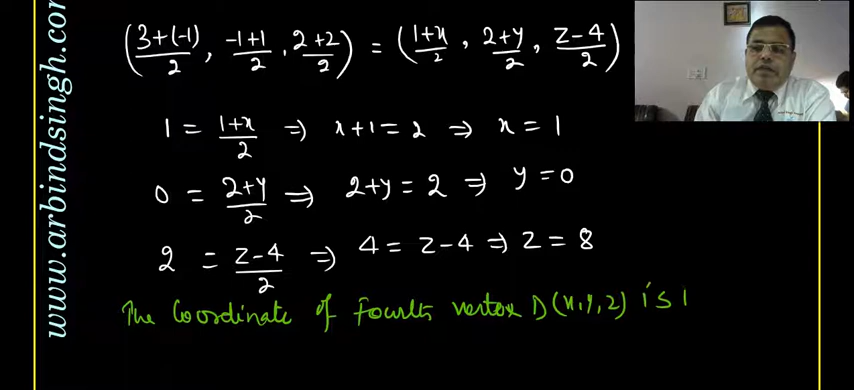 www.arbindsingh.com
(3+(-1)/2, -1+1/2, 2+2/2) = (1+x/2, 2+y/2, z-4/2)
1 = 1+x/2 ⇒ x+1=2 ⇒ x=1
0 = 2+y/2 ⇒ 2+y=2 ⇒ y=0
2 = z-4/2 ⇒ 4=z-4 ⇒ z=8
The Coordinate of Fourth vertex D(x,y,z) is 1